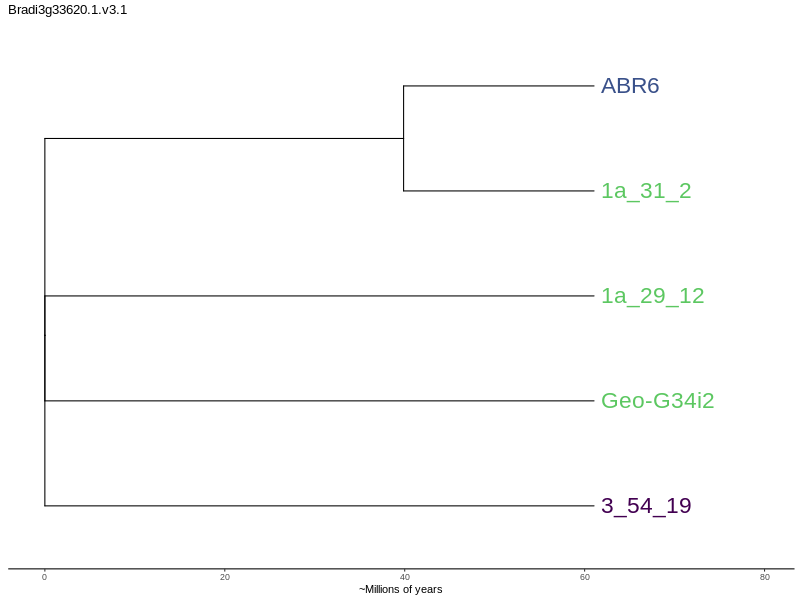 Bradi3g33620.1.v3.1
ABR6
1a_31_2
1a_29_12
Geo-G34i2
3_54_19
0 20 40 60 80
~Millions of years